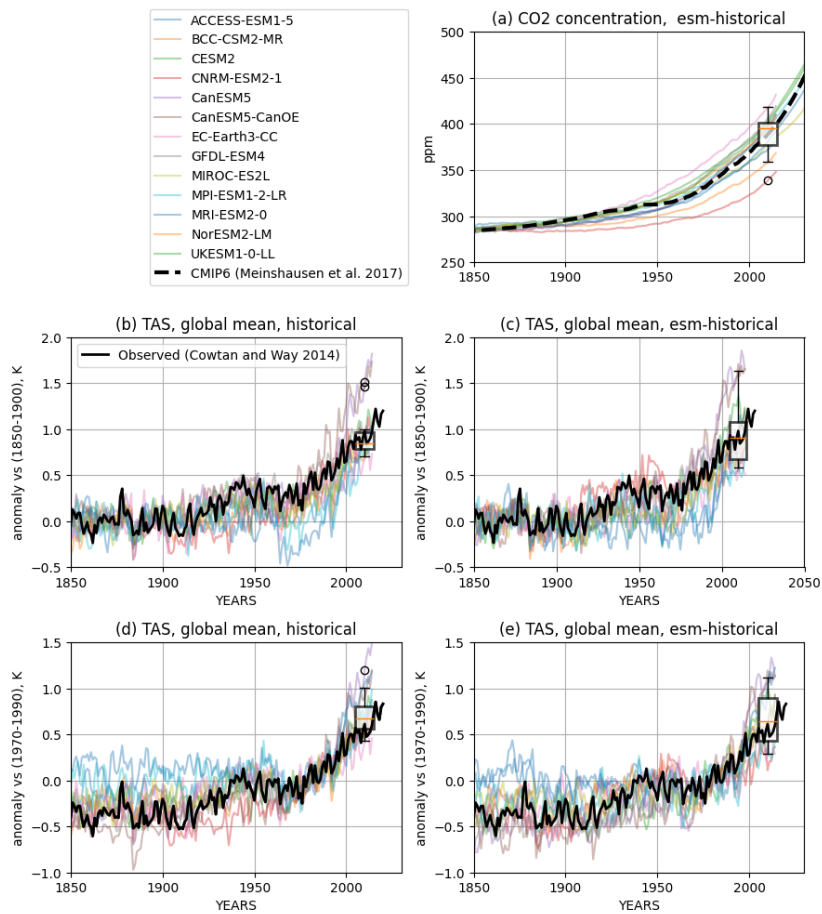 ACCESS-ESM1-5
BCC-CSM2-MR
CESM2
CNRM-ESM2-1
CanESM5
CanESM5-CanOE
EC-Earth3-CC
GFDL-ESM4
MIROC-ES2L
MPI-ESM1-2-LR
MRI-ESM2-0
NorESM2-LM
UKESM1-0-LL
CMIP6 (Meinshausen et al. 2017)
(a) CO2 concentration,  esm-historical
500
450
400
350
300
250
ppm
1850 1900 1950 2000
(b) TAS, global mean, historical
Observed (Cowtan and Way 2014)
2.0
1.5
1.0
0.5
0.0
−0.5
anomaly vs (1850-1900), K
1850 1900 1950 2000
YEARS
(c) TAS, global mean, esm-historical
2.0
1.5
1.0
0.5
0.0
−0.5
anomaly vs (1850-1900), K
1850 1900 1950 2000 2050
YEARS
(d) TAS, global mean, historical
1.5
1.0
0.5
0.0
−0.5
−1.0
anomaly vs (1970-1990), K
1850 1900 1950 2000
YEARS
(e) TAS, global mean, esm-historical
1.5
1.0
0.5
0.0
−0.5
−1.0
anomaly vs (1970-1990), K
1850 1900 1950 2000
YEARS